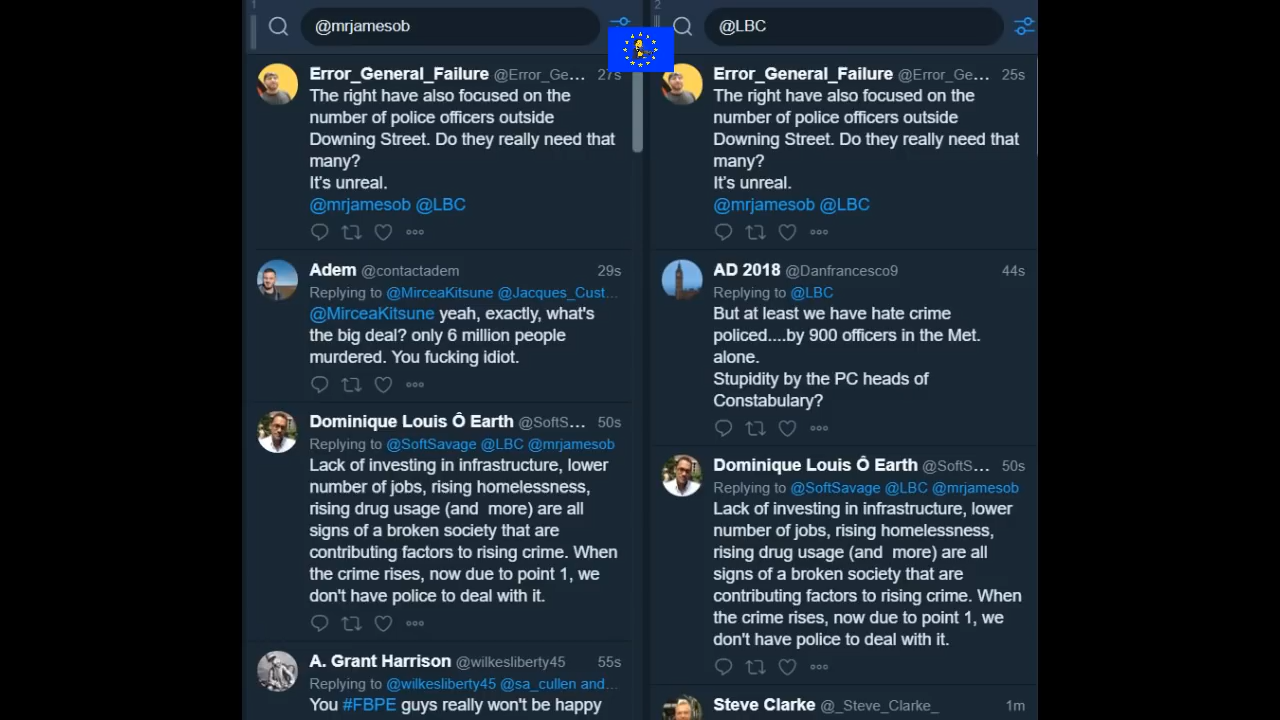 1
@mrjamesob
Error_General_Failure @Error_Ge... 27s
The right have also focused on the
number of police officers outside
Downing Street. Do they really need that
many?
It's unreal.
@mrjamesob @LBC
Adem @contactadem 29s
Replying to @MirceaKitsune @Jacques_Cust...
@MirceaKitsune yeah, exactly, what's
the big deal? only 6 million people
murdered. You fucking idiot.
Dominique Louis Ô Earth @SoftS... 50s
Replying to @SoftSavage @LBC @mrjamesob
Lack of investing in infrastructure, lower
number of jobs, rising homelessness,
rising drug usage (and  more) are all
signs of a broken society that are
contributing factors to rising crime. When
the crime rises, now due to point 1, we
don't have police to deal with it.
A. Grant Harrison @wilkesliberty45 55s
Replying to @wilkesliberty45 @sa_cullen and...
You #FBPE guys really won't be happy
2
@LBC
Error_General_Failure @Error_Ge... 25s
The right have also focused on the
number of police officers outside
Downing Street. Do they really need that
many?
It's unreal.
@mrjamesob @LBC
AD 2018 @Danfrancesco9 44s
Replying to @LBC
But at least we have hate crime
policed....by 900 officers in the Met.
alone.
Stupidity by the PC heads of
Constabulary?
Dominique Louis Ô Earth @SoftS... 50s
Replying to @SoftSavage @LBC @mrjamesob
Lack of investing in infrastructure, lower
number of jobs, rising homelessness,
rising drug usage (and  more) are all
signs of a broken society that are
contributing factors to rising crime. When
the crime rises, now due to point 1, we
don't have police to deal with it.
Steve Clarke @_Steve_Clarke_ 1m